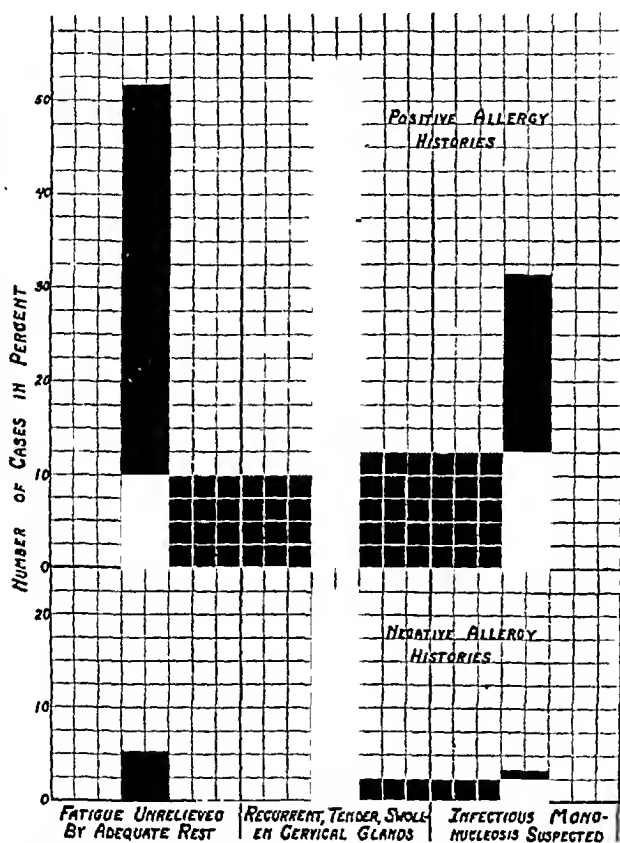 50
POSITIVE ALLERGY
HISTORIES
40
30
20
10
0
NUMBER OF CASES IN PERCENT
20
NEGATIVE ALLERGY
HISTORIES
10
0
FATIGUE UNRELIEVED
BY ADEQUATE REST
RECURRENT, TENDER, SWOLL-
EN CERVICAL GLANDS
INFECTIOUS MONO-
NUCLEOSIS SUSPECTED